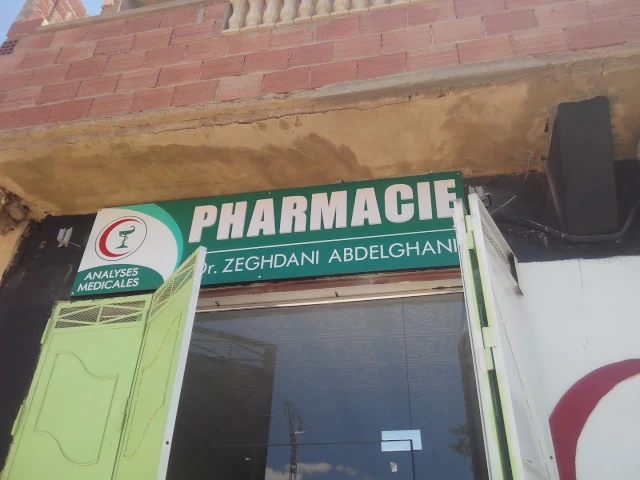 PHARMACIE
Dr. ZEGHDANI ABDELGHANI
ANALYSES
MEDICALES